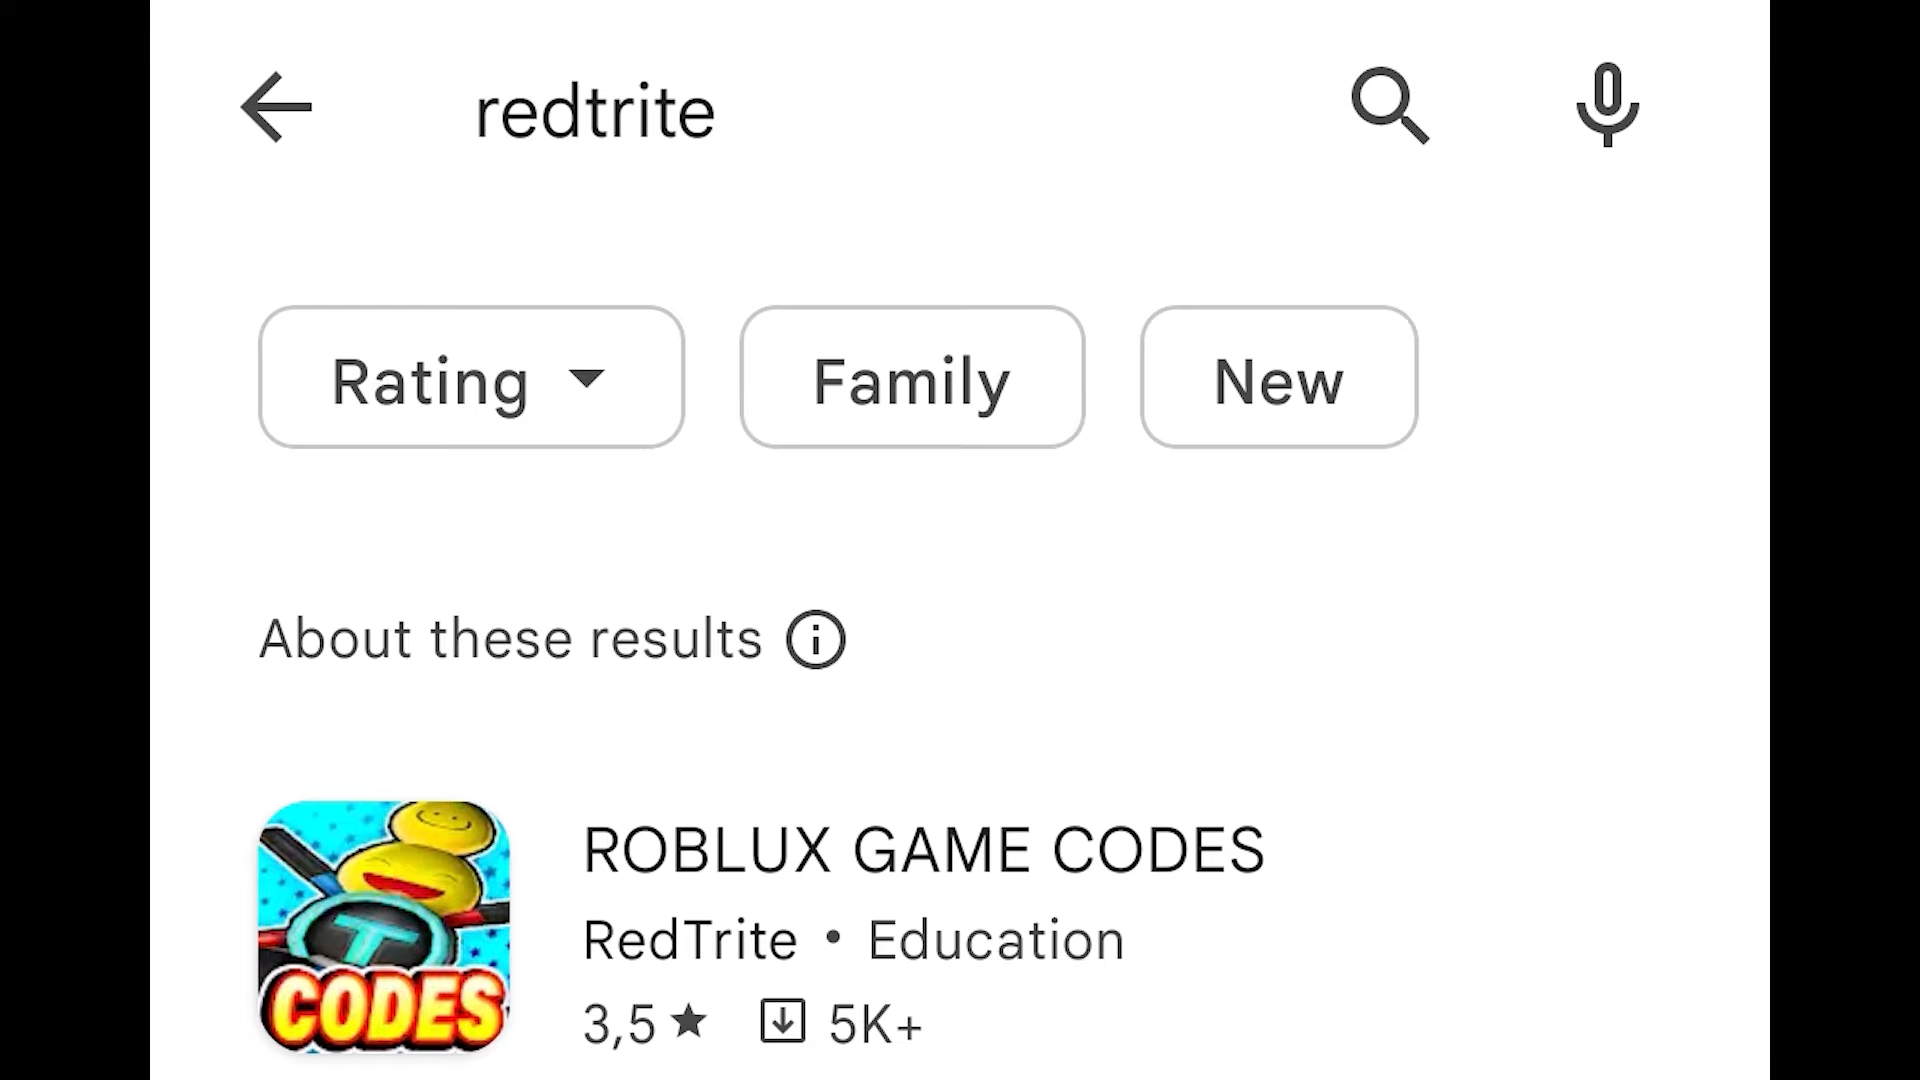 redtrite
Rating
Family
New
About these results
ROBLUX GAME CODES
RedTrite • Education
3,5★ 5K+
T
CODES